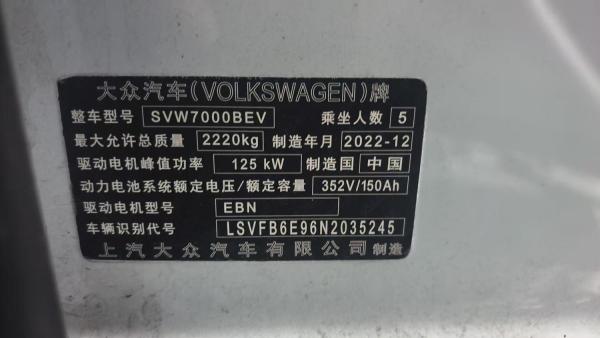 大众汽车(VOLKSWAGEN)牌
整车型号 SVW7000BEV 乘坐人数 5
最大允许总质量 2220kg 制造年月 2022-12
驱动电机峰值功率 125 kW 制造国 中国
动力电池系统额定电压/额定容量 352V/150Ah
驱动电机型号 EBN
车辆识别代号 LSVFB6E96N2035245
上汽大众汽车有限公司 制造